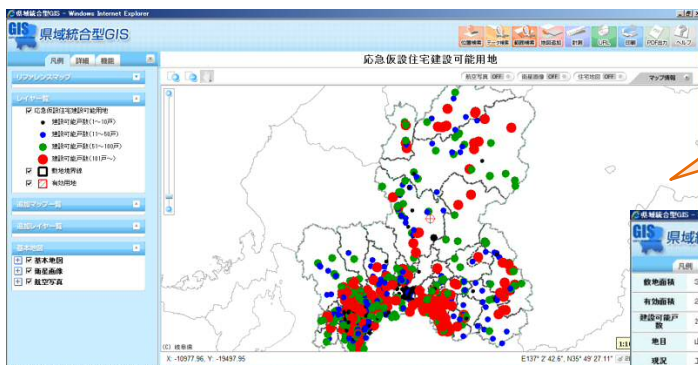 県域統合型GIS - Windows Internet Explorer
GIS 県域統合型GIS
位置検索 データ検索 範囲検索 地図追加 計測 URL 印刷 PDF出力 ヘルプ
凡例 詳細 機能
応急仮設住宅建設可能用地
リファレンスマップ
航空写真 OFF
衛星画像 OFF
住宅地図 OFF
マップ情報
レイヤ一覧
応急仮設住宅建設可能用地
建設可能戸数(1~10戸)
建設可能戸数(11~50戸)
建設可能戸数(51~100戸)
建設可能戸数(101戸~)
敷地境界線
有効用地
追加マップ一覧
追加レイヤ一覧
基本地図
基本地図
衛星画像
航空写真
(C) 岐阜県
X: -10977.96, Y: -19497.95
E137° 2' 42.6", N35° 49' 27.11"
県域統合型GIS -
GIS 県域統
凡例
敷地面積
有効面積
建設可能戸数
地目
現況